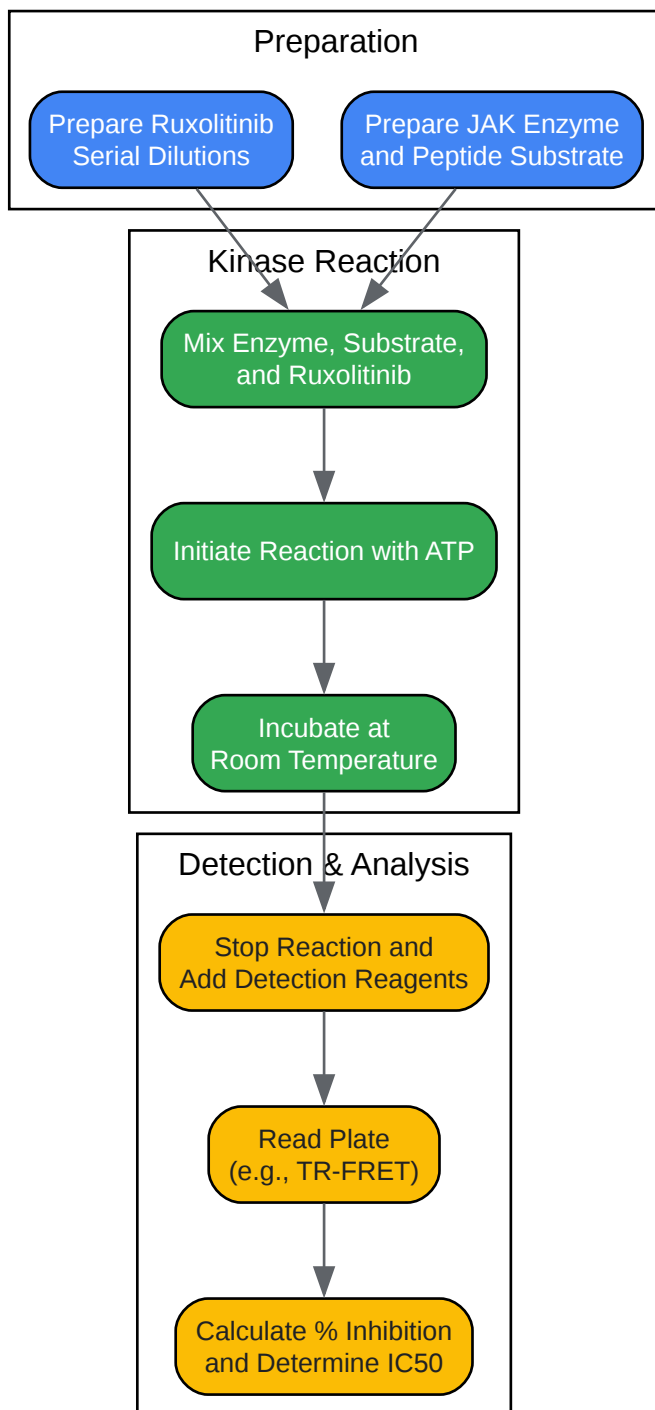 Preparation
Prepare Ruxolitinib
Serial Dilutions
Prepare JAK Enzyme
and Peptide Substrate
Kinase Reaction
Mix Enzyme, Substrate,
and Ruxolitinib
Initiate Reaction with ATP
Incubate at
Room Temperature
Detection & Analysis
Stop Reaction and
Add Detection Reagents
Read Plate
(e.g., TR-FRET)
Calculate % Inhibition
and Determine IC50